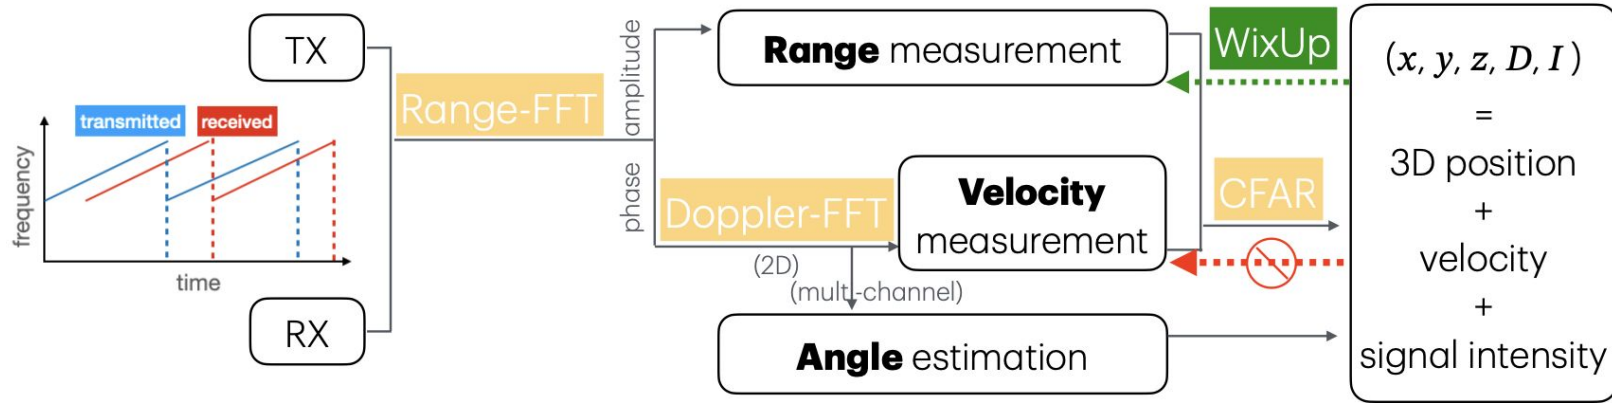 TX
transmitted
received
frequency
time
RX
Range-FFT
amplitude
phase
Range measurement
Doppler-FFT
(2D)
(multi-channel)
Velocity
measurement
Angle estimation
WixUp
CFAR
(x, y, z, D, I)
=
3D position
+
velocity
+
signal intensity